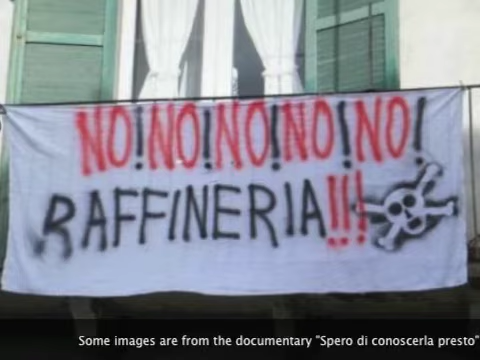 NO!NO!NO!NO!NO!
RAFFINERIA!!!
Some images are from the documentary "Spero di conoscerla presto"